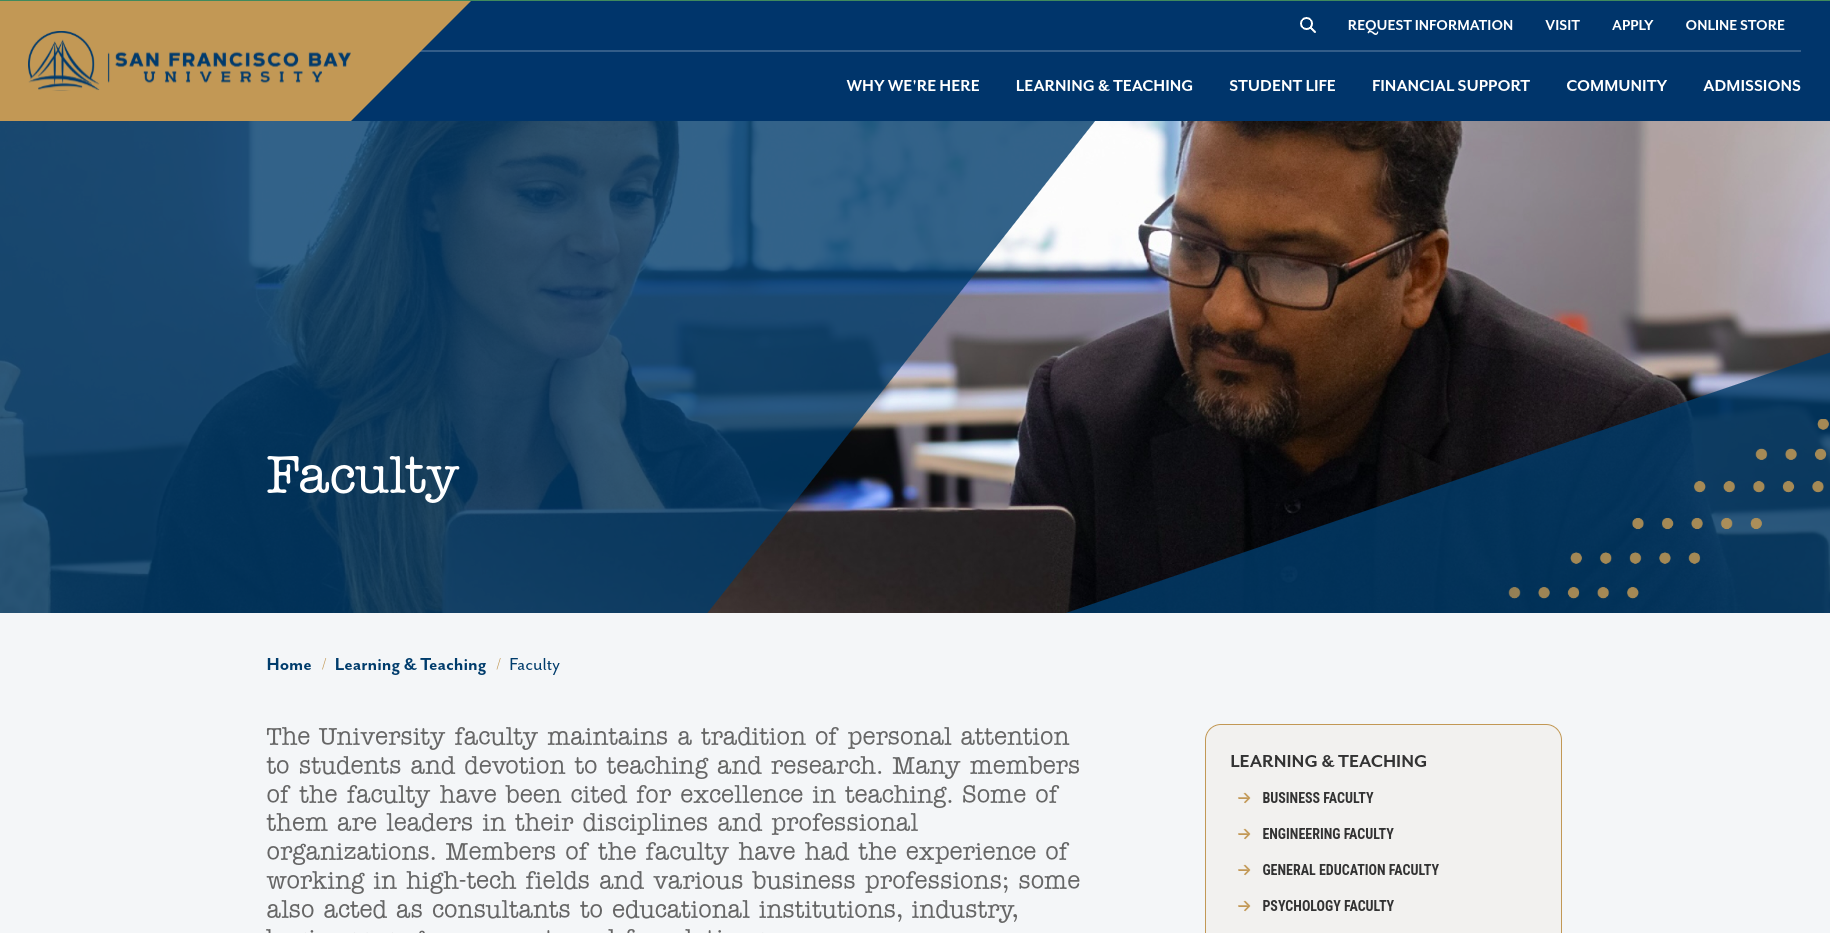 SAN FRANCISCO BAY
UNIVERSITY
REQUEST INFORMATION VISIT APPLY ONLINE STORE
WHY WE'RE HERE LEARNING & TEACHING STUDENT LIFE FINANCIAL SUPPORT COMMUNITY ADMISSIONS
Faculty
Home / Learning & Teaching / Faculty
The University faculty maintains a tradition of personal attention
to students and devotion to teaching and research. Many members
of the faculty have been cited for excellence in teaching. Some of
them are leaders in their disciplines and professional
organizations. Members of the faculty have had the experience of
working in high-tech fields and various business professions; some
also acted as consultants to educational institutions, industry,
LEARNING & TEACHING
BUSINESS FACULTY
ENGINEERING FACULTY
GENERAL EDUCATION FACULTY
PSYCHOLOGY FACULTY